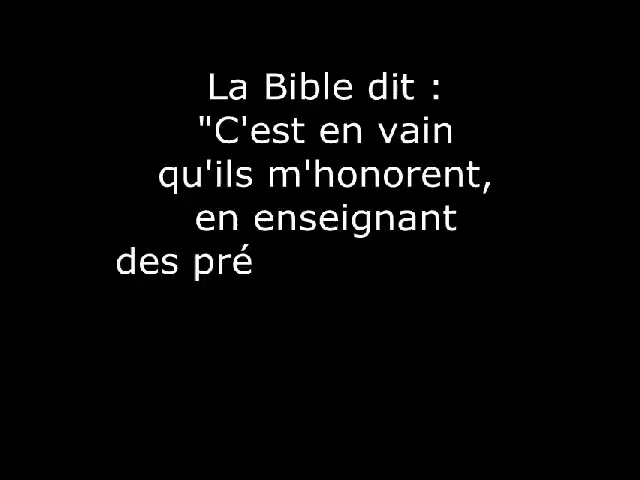 La Bible dit :
"C'est en vain
qu'ils m'honorent,
en enseignant
des pré